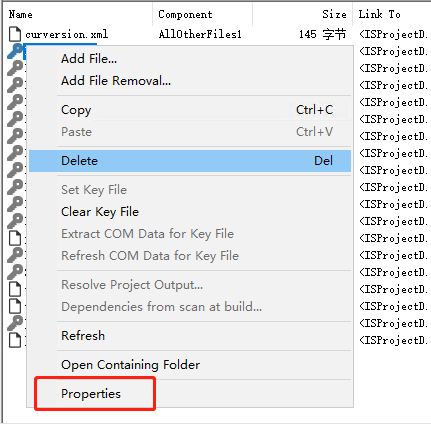 Name Component Size Link To
curversion.xml AllOtherFiles1 145 字节 <ISProjectD.
<ISProjectD.
Add File... <ISProjectD.
Add File Removal... <ISProjectD.
<ISProjectD.
Copy Ctrl+C <ISProjectD.
Paste Ctrl+V <ISProjectD.
<ISProjectD.
Delete Del <ISProjectD.
<ISProjectD.
Set Key File <ISProjectD.
Clear Key File <ISProjectD.
Extract COM Data for Key File <ISProjectD.
Refresh COM Data for Key File <ISProjectD.
<ISProjectD.
Resolve Project Output... <ISProjectD.
Dependencies from scan at build... <ISProjectD.
<ISProjectD.
Refresh <ISProjectD.
Open Containing Folder
Properties